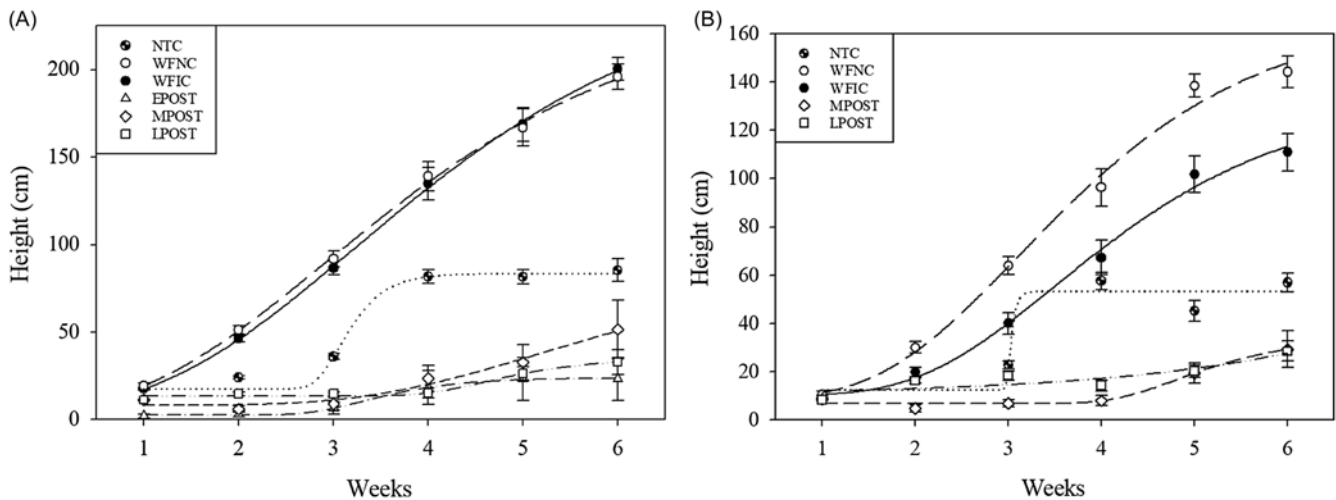 (A)
NTC
WFNC
WFIC
EPOST
MPOST
LPOST
200
150
100
50
0
Height (cm)
1 2 3 4 5 6
Weeks
(B)
NTC
WFNC
WFIC
MPOST
LPOST
160
140
120
100
80
60
40
20
0
Height (cm)
1 2 3 4 5 6
Weeks